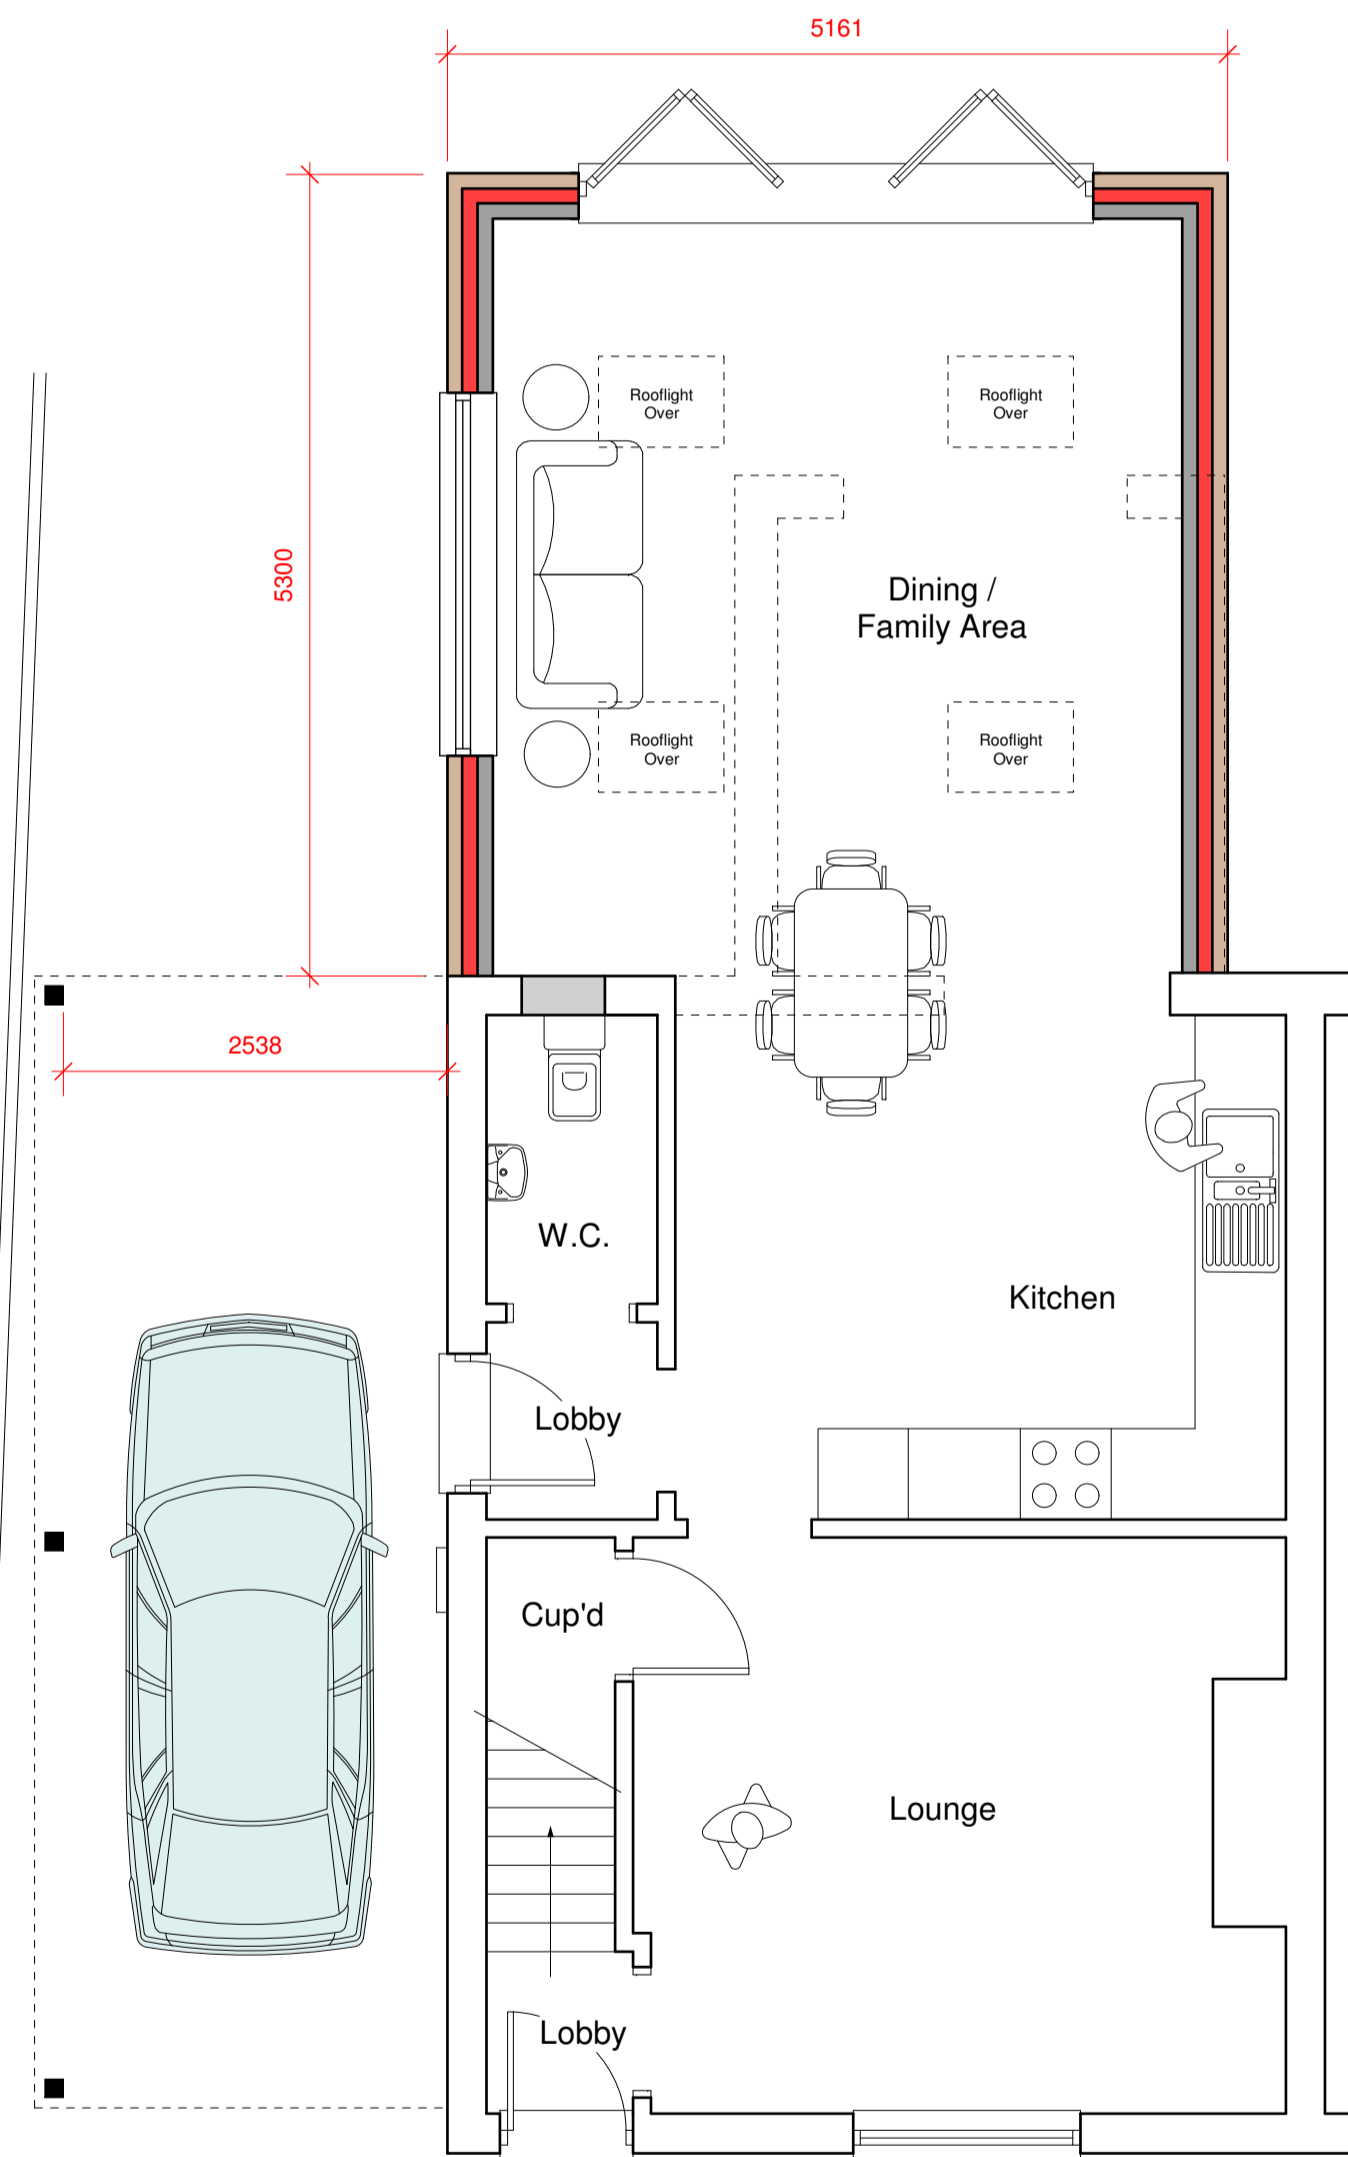 5161
Rooflight
Over
Rooflight
Over
5300
Dining /
Family Area
Rooflight
Over
Rooflight
Over
2538
W.C.
Kitchen
Lobby
Cup'd
Lounge
Lobby